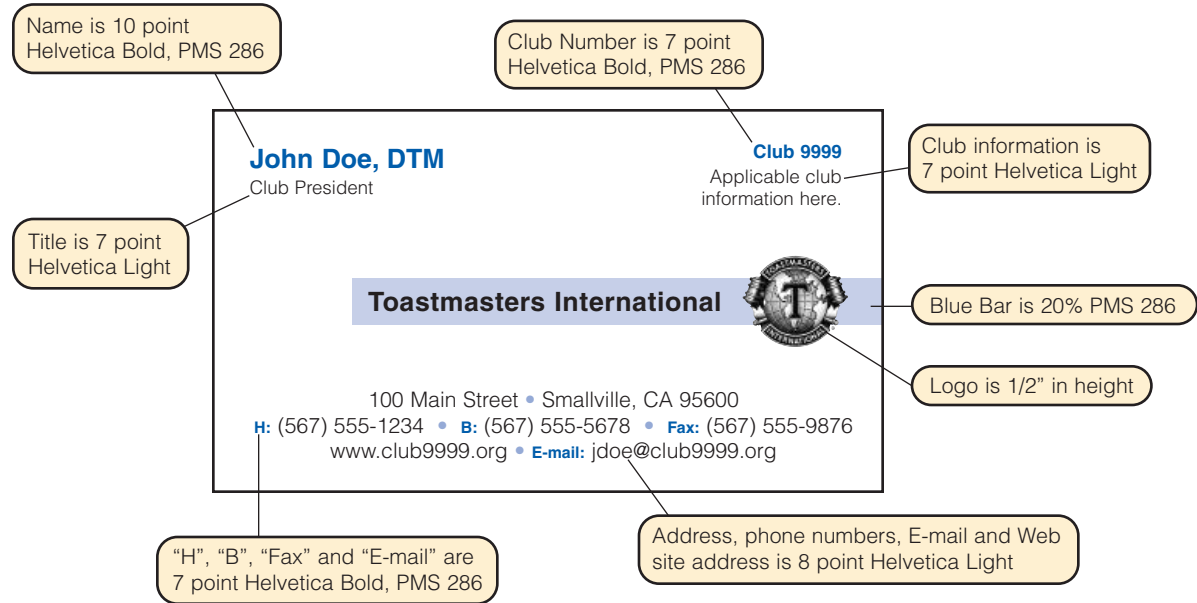 Name is 10 point
Helvetica Bold, PMS 286
Club Number is 7 point
Helvetica Bold, PMS 286
John Doe, DTM
Club President
Club 9999
Applicable club
information here.
Club information is
7 point Helvetica Light
Title is 7 point
Helvetica Light
Toastmasters International
TOASTMASTERS
T
INTERNATIONAL
Blue Bar is 20% PMS 286
Logo is 1/2” in height
100 Main Street • Smallville, CA 95600
H: (567) 555-1234 • B: (567) 555-5678 • Fax: (567) 555-9876
www.club9999.org • E-mail: jdoe@club9999.org
“H”, “B”, “Fax” and “E-mail” are
7 point Helvetica Bold, PMS 286
Address, phone numbers, E-mail and Web
site address is 8 point Helvetica Light